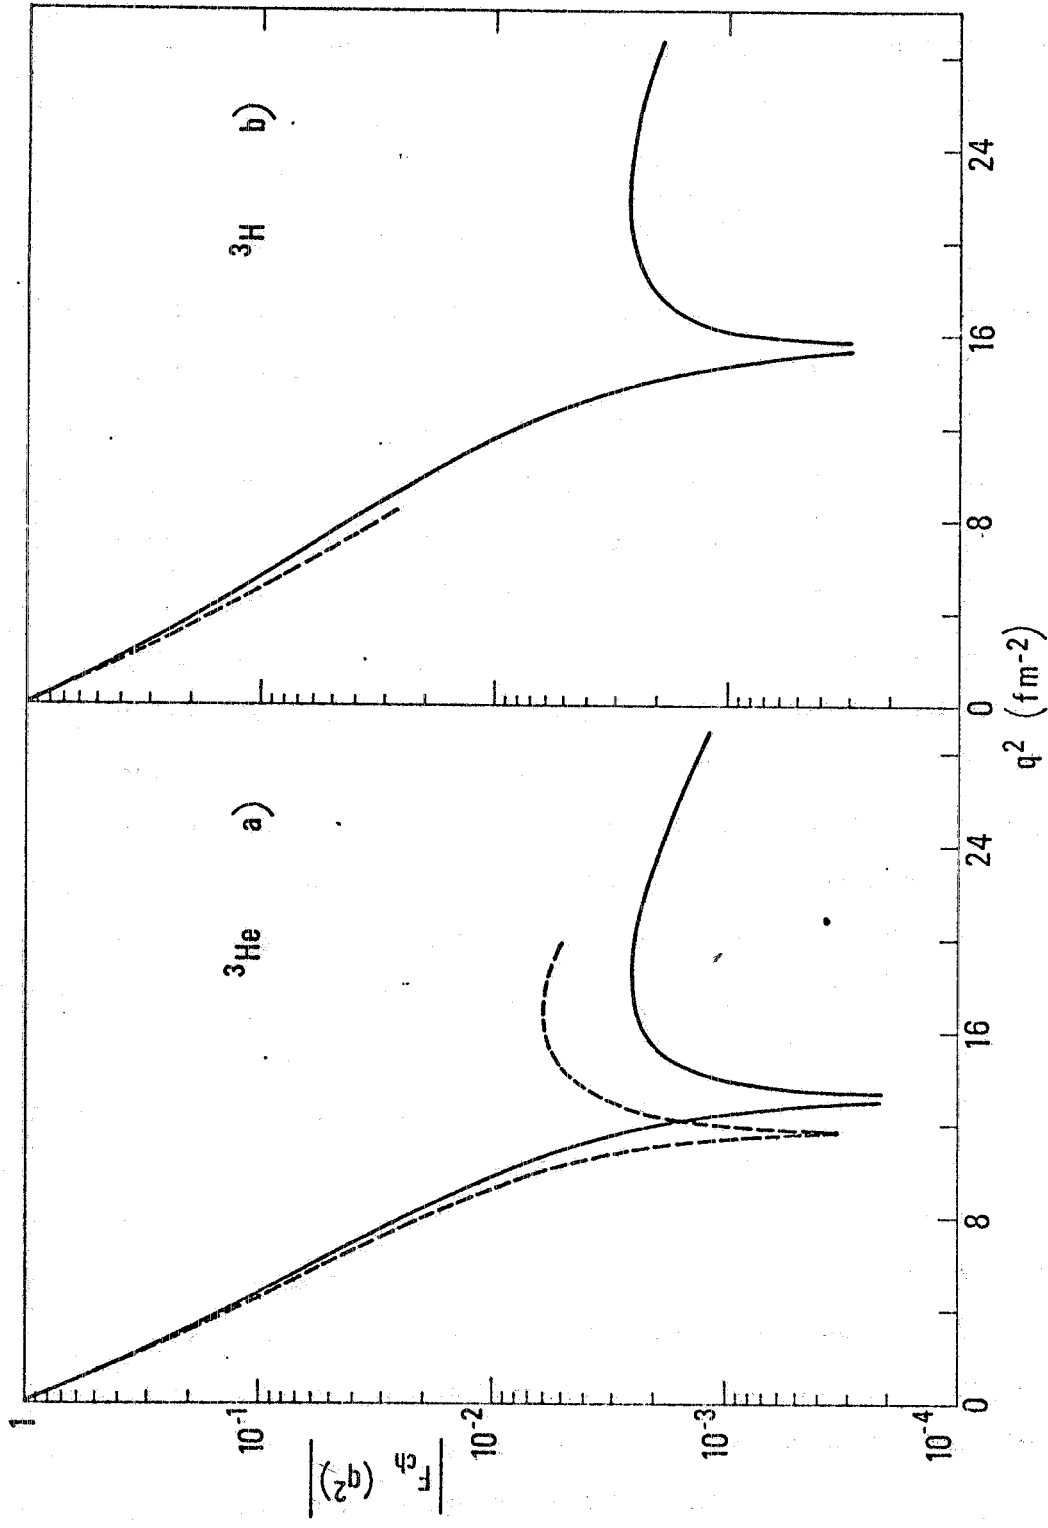 |F_ch (q²)|
1
10⁻¹
10⁻²
10⁻³
10⁻⁴
³He a)
0 8 16 24
³H b)
0 8 16 24
q² (fm⁻²)